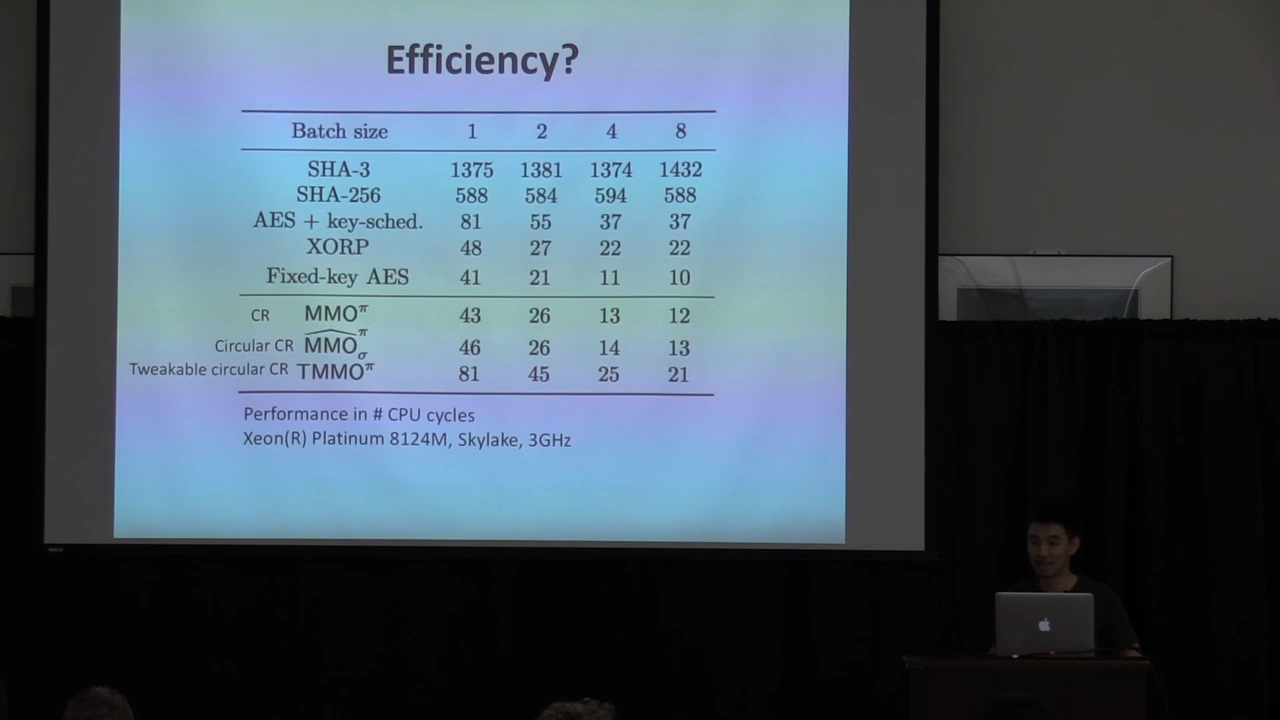 Efficiency?
Batch size 1 2 4 8
SHA-3 1375 1381 1374 1432
SHA-256 588 584 594 588
AES + key-sched. 81 55 37 37
XORP 48 27 22 22
Fixed-key AES 41 21 11 10
CR MMO^π 43 26 13 12
Circular CR \widehat{MMO}_σ^π 46 26 14 13
Tweakable circular CR TMMO^π 81 45 25 21
Performance in # CPU cycles
Xeon(R) Platinum 8124M, Skylake, 3GHz